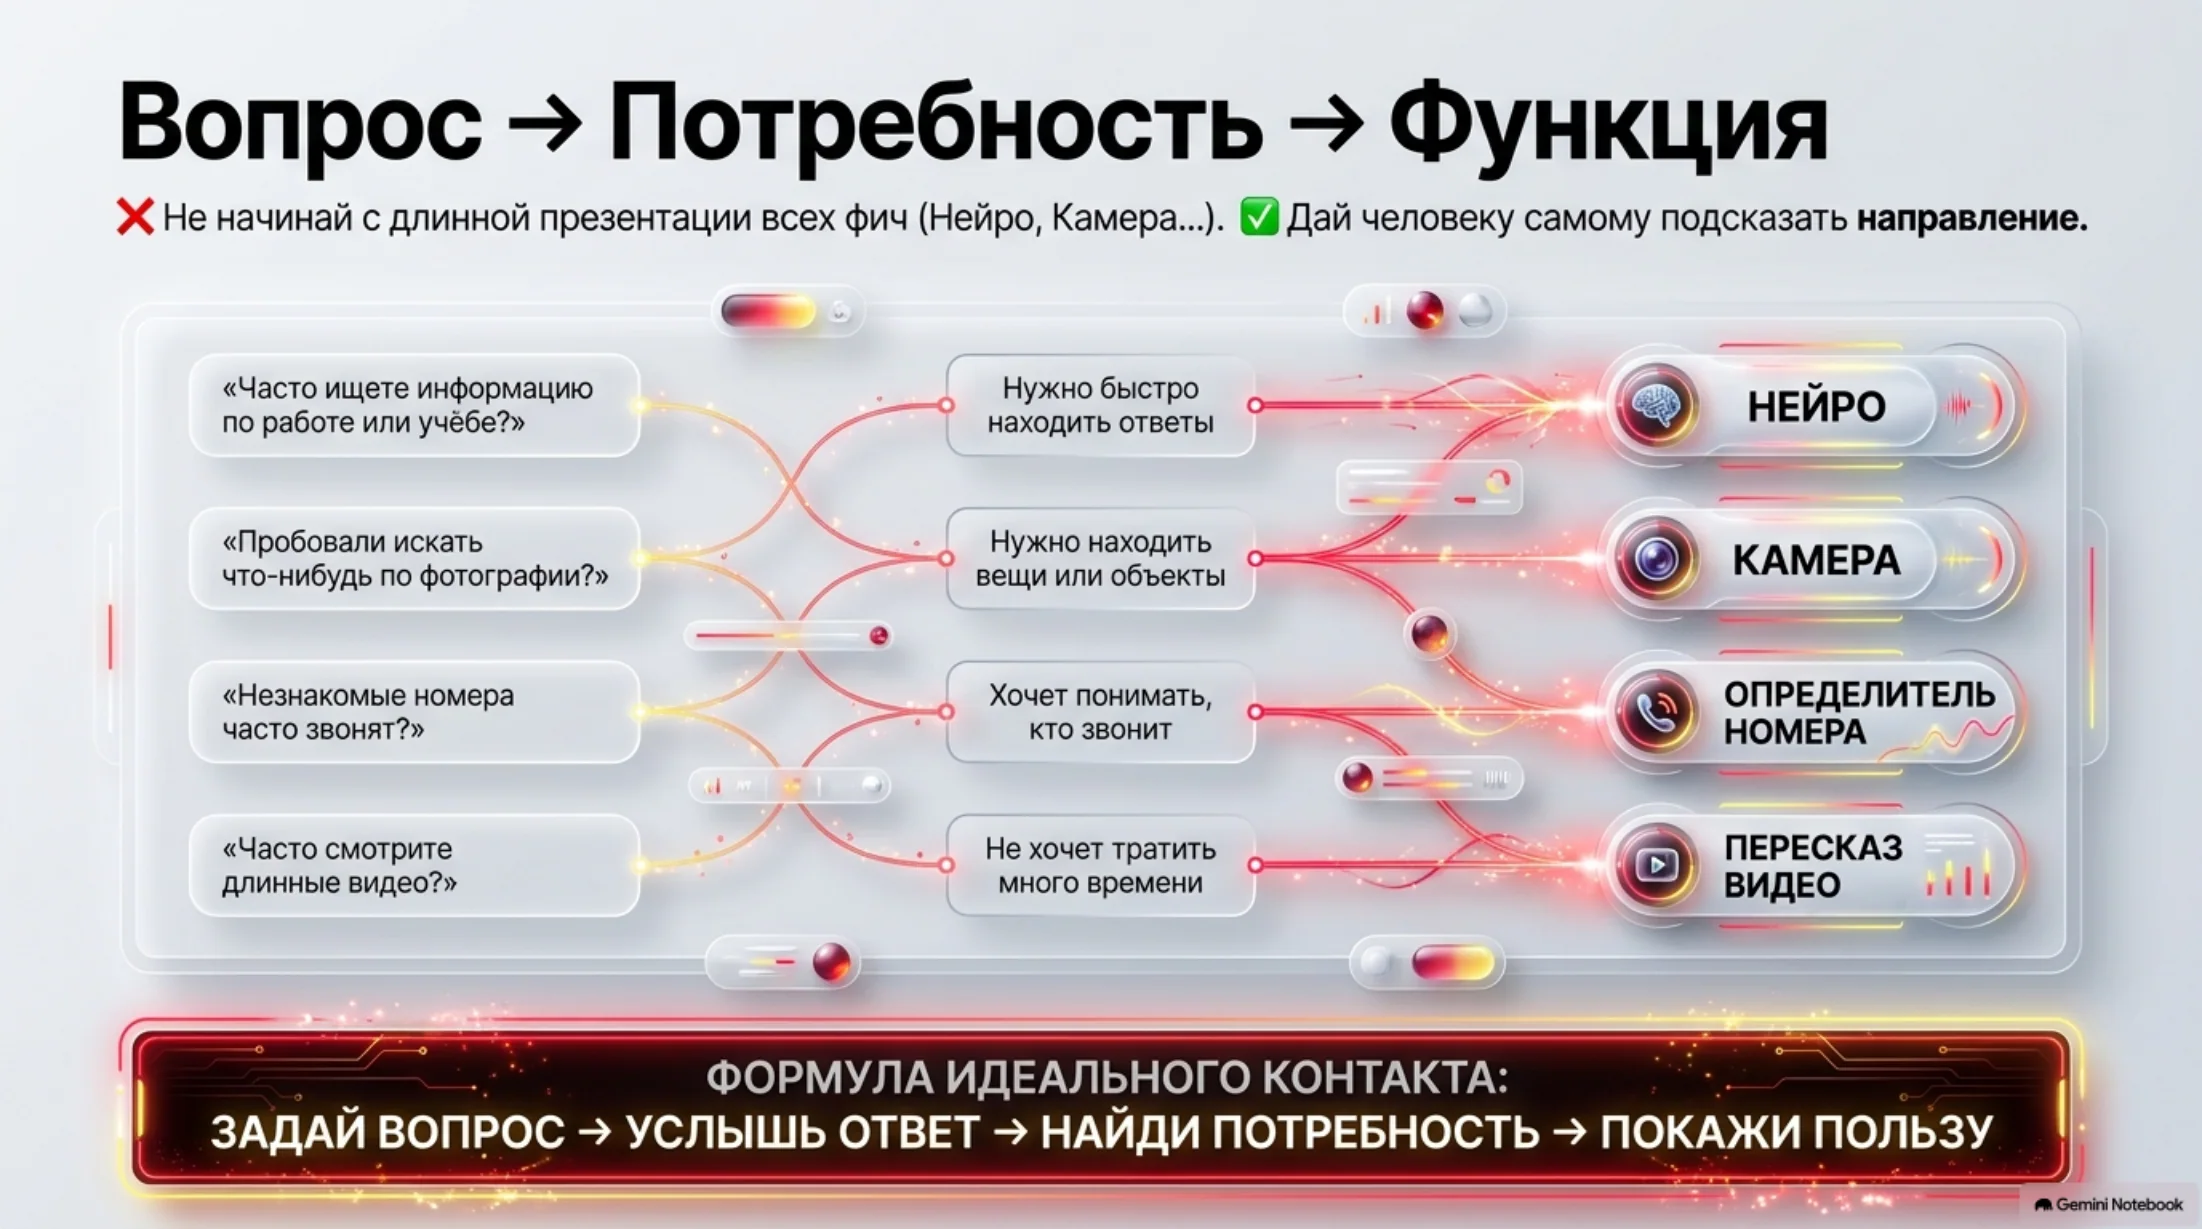 Вопрос → Потребность → Функция
❌ Не начинай с длинной презентации всех фич (Нейро, Камера...). ✅ Дай человеку самому подсказать направление.
«Часто ищете информацию
по работе или учёбе?»
Нужно быстро
находить ответы
НЕЙРО
«Пробовали искать
что-нибудь по фотографии?»
Нужно находить
вещи или объекты
КАМЕРА
«Незнакомые номера
часто звонят?»
Хочет понимать,
кто звонит
ОПРЕДЕЛИТЕЛЬ
НОМЕРА
«Часто смотрите
длинные видео?»
Не хочет тратить
много времени
ПЕРЕСКАЗ
ВИДЕО
ФОРМУЛА ИДЕАЛЬНОГО КОНТАКТА:
ЗАДАЙ ВОПРОС → УСЛЫШЬ ОТВЕТ → НАЙДИ ПОТРЕБНОСТЬ → ПОКАЖИ ПОЛЬЗУ
Gemini Notebook